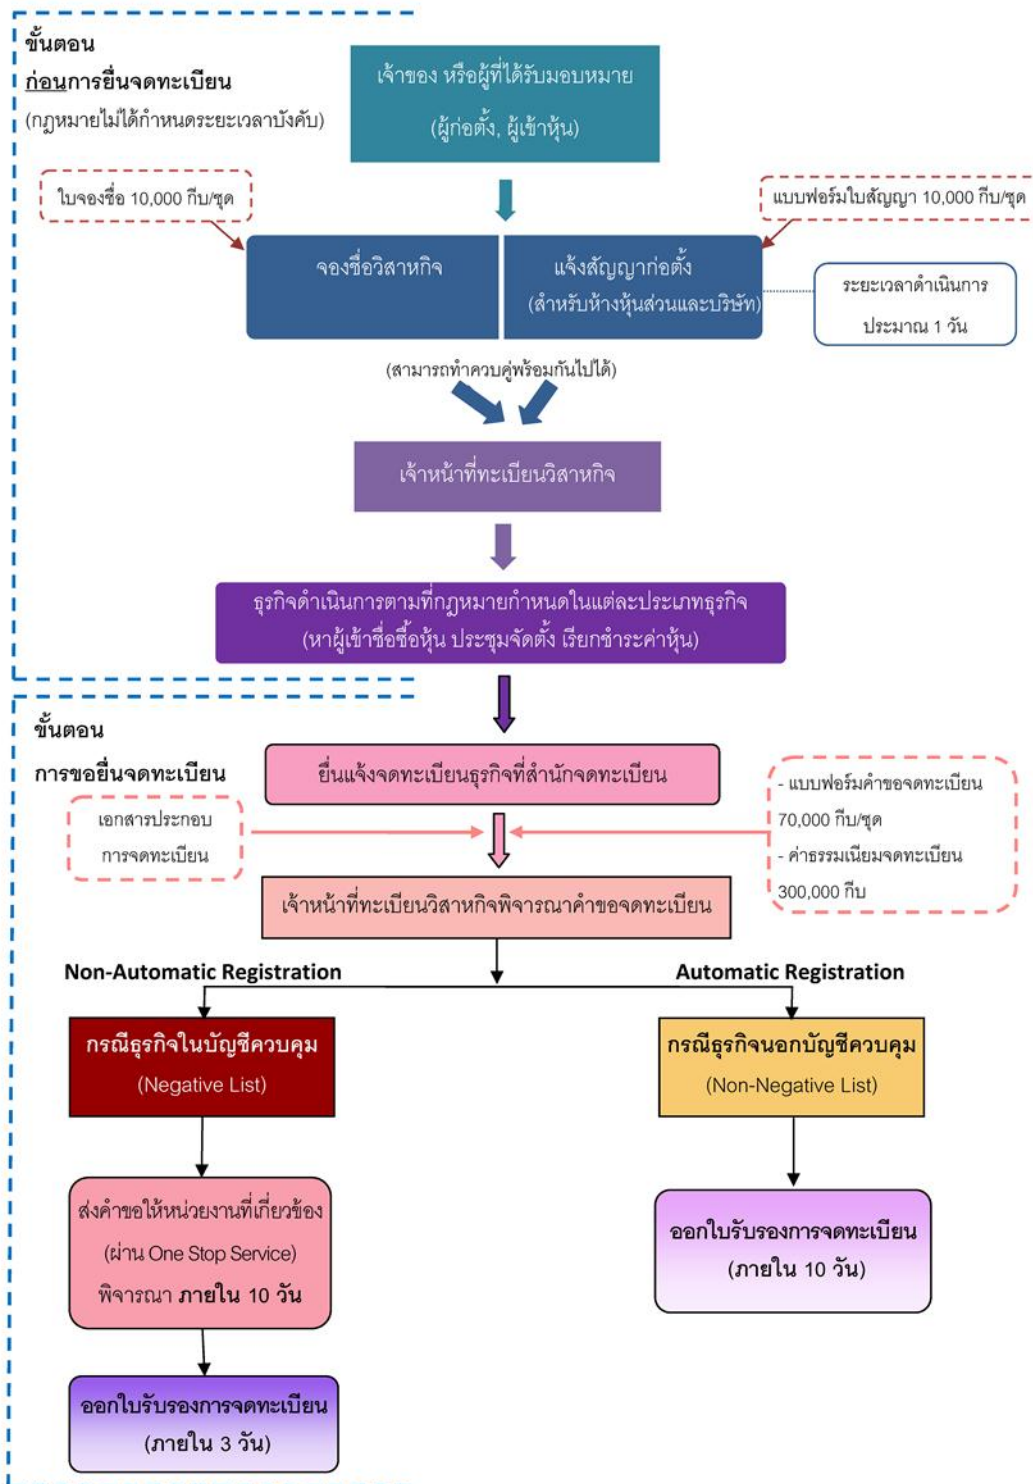 ขั้นตอน
ก่อนการยื่นจดทะเบียน
(กฎหมายไม่ได้กำหนดระยะเวลาบังคับ)
เจ้าของ หรือผู้ที่ได้รับมอบหมาย
(ผู้ก่อตั้ง, ผู้เข้าหุ้น)
ใบจองชื่อ 10,000 กีบ/ชุด
แบบฟอร์มใบสัญญา 10,000 กีบ/ชุด
จองชื่อวิสาหกิจ
แจ้งสัญญาก่อตั้ง
(สำหรับห้างหุ้นส่วนและบริษัท)
ระยะเวลาดำเนินการ
ประมาณ 1 วัน
(สามารถทำควบคู่พร้อมกันไปได้)
เจ้าหน้าที่ทะเบียนวิสาหกิจ
ธุรกิจดำเนินการตามที่กฎหมายกำหนดในแต่ละประเภทธุรกิจ
(หาผู้เข้าชื่อซื้อหุ้น ประชุมจัดตั้ง เรียกชำระค่าหุ้น)
ขั้นตอน
การขอยื่นจดทะเบียน
ยื่นแจ้งจดทะเบียนธุรกิจที่สำนักจดทะเบียน
เอกสารประกอบ
การจดทะเบียน
- แบบฟอร์มคำขอจดทะเบียน
70,000 กีบ/ชุด
- ค่าธรรมเนียมจดทะเบียน
300,000 กีบ
เจ้าหน้าที่ทะเบียนวิสาหกิจพิจารณาคำขอจดทะเบียน
Non-Automatic Registration
Automatic Registration
กรณีธุรกิจในบัญชีควบคุม
(Negative List)
กรณีธุรกิจนอกบัญชีควบคุม
(Non-Negative List)
ส่งคำขอให้หน่วยงานที่เกี่ยวข้อง
(ผ่าน One Stop Service)
พิจารณา ภายใน 10 วัน
ออกใบรับรองการจดทะเบียน
(ภายใน 10 วัน)
ออกใบรับรองการจดทะเบียน
(ภายใน 3 วัน)